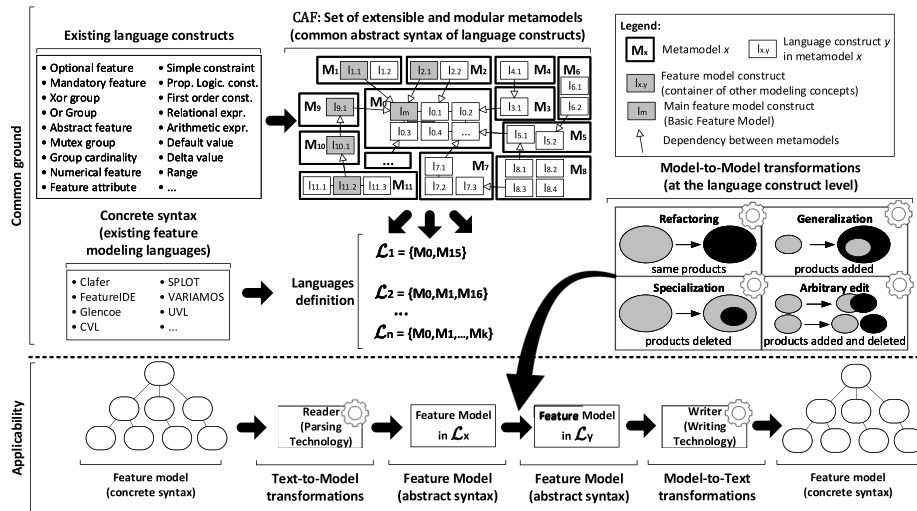 CAF: Set of extensible and modular metamodels
(common abstract syntax of language constructs)
Existing language constructs
• Optional feature
• Mandatory feature
• Xor group
• Or Group
• Abstract feature
• Mutex group
• Group cardinality
• Numerical feature
• Feature attribute
• Simple constraint
• Prop. Logic. const.
• First order const.
• Relational expr.
• Arithmetic expr.
• Default value
• Delta value
• Range
• ...
M1 l1.1 l1.2
l2.1 l2.2 M2
l4.1 M4
M6
l6.1
l6.2
M9 l9.1
M0
lm l0.1 l0.2
l0.3 l0.4 ...
l3.1 M3
M10 l10.1
l5.1
l5.2
M5
...
l7.1 M7
l7.2 l7.3
l8.1 l8.2
l8.3 l8.4
M8
l11.1 l11.2 l11.3 M11
Legend:
Mx Metamodel x
lx.y Language construct y
in metamodel x
lx.y Feature model construct
(container of other modeling concepts)
lm Main feature model construct
(Basic Feature Model)
Dependency between metamodels
Model-to-Model transformations
(at the language construct level)
Refactoring
same products
Generalization
products added
Specialization
products deleted
Arbitrary edit
products added and deleted
Common ground
Concrete syntax
(existing feature
modeling languages)
• Clafer
• FeatureIDE
• Glencoe
• CVL
• SPLOT
• VARIAMOS
• UVL
• ...
Languages
definition
ℒ1 = {M0,M15}
ℒ2 = {M0,M1,M16}
...
ℒn = {M0,M1,...,Mk}
Applicability
Reader
(Parsing
Technology)
Feature Model
in ℒx
Feature Model
in ℒy
Writer
(Writing
Technology)
Feature model
(concrete syntax)
Text-to-Model
transformations
Feature Model
(abstract syntax)
Feature Model
(abstract syntax)
Model-to-Text
transformations
Feature model
(concrete syntax)